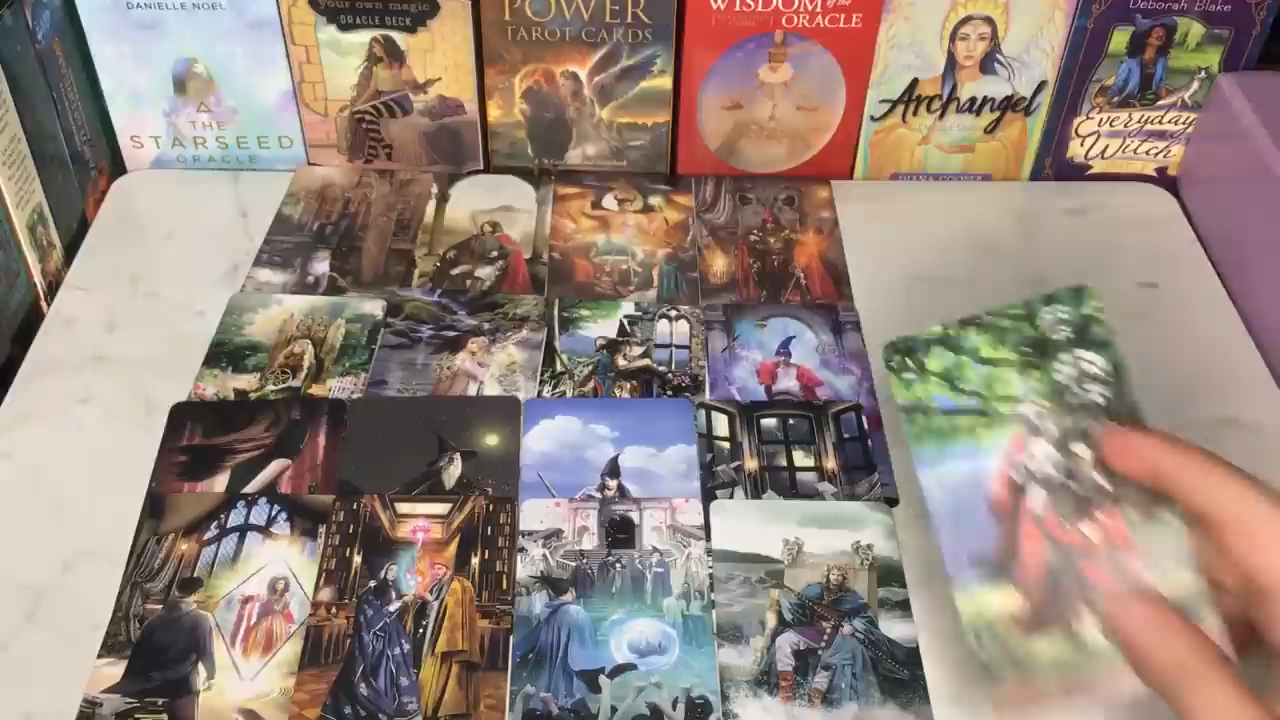 DANIELLE NOEL
THE
STARSEED
ORACLE
your own magic
ORACLE DECK
POWER
TAROT CARDS
WISDOM of the
ORACLE
Archangel
DIANA COOPER
Deborah Blake
Everyday
Witch